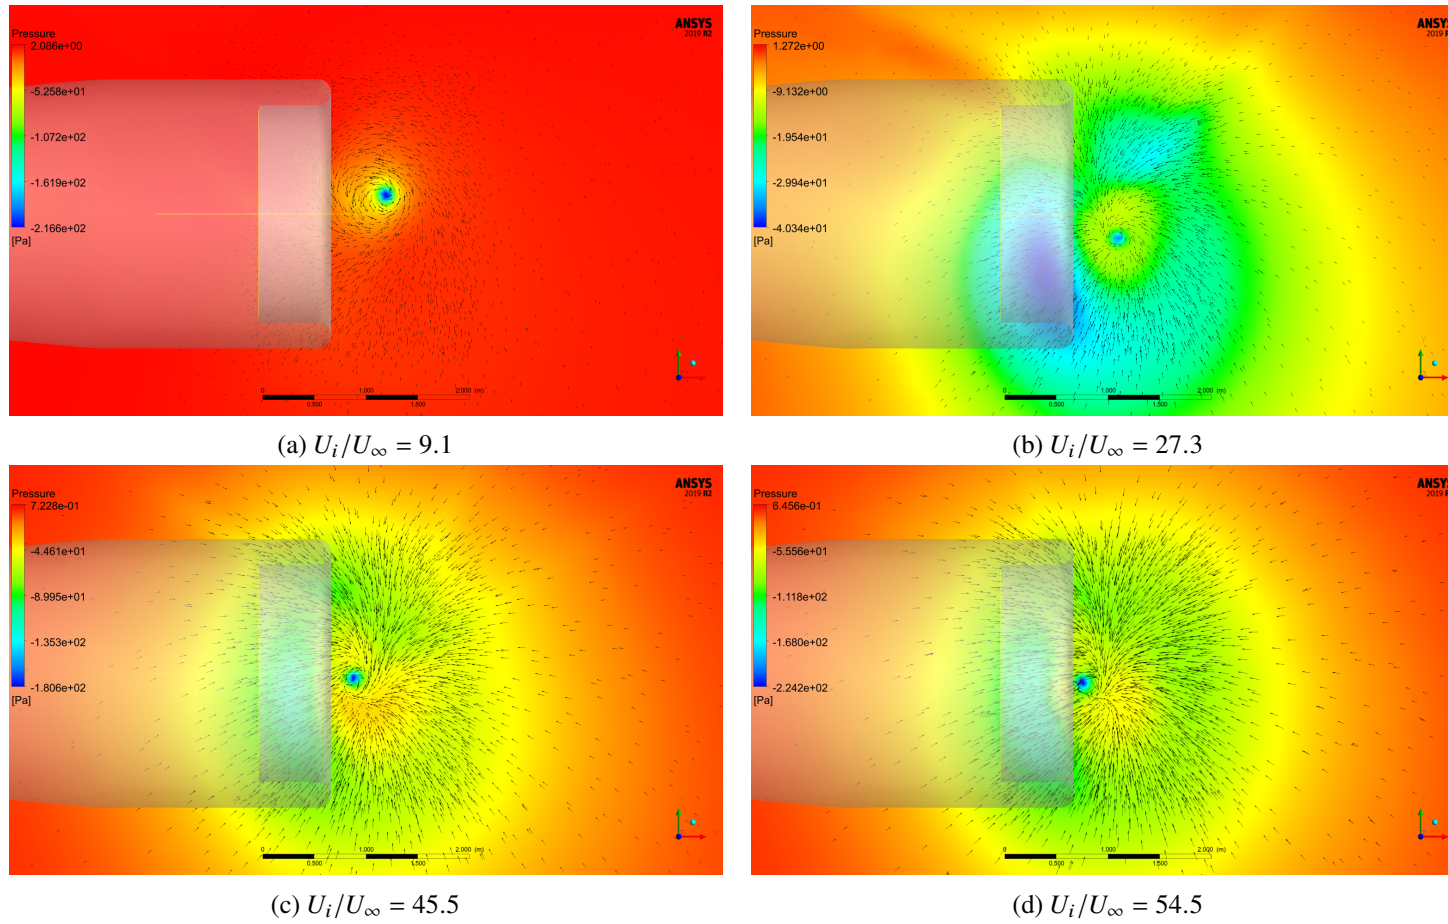 ANSYS
2019 R2
Pressure
2.086e+00
-5.258e+01
-1.072e+02
-1.619e+02
-2.166e+02
[Pa]
0 1.000 2.000 (m)
0.500 1.500
(a) U_i/U_∞ = 9.1
ANSYS
2019 R2
Pressure
1.272e+00
-9.132e+00
-1.954e+01
-2.994e+01
-4.034e+01
[Pa]
0 1.000 2.000 (m)
0.500 1.500
(b) U_i/U_∞ = 27.3
ANSYS
2019 R2
Pressure
7.228e-01
-4.461e+01
-8.995e+01
-1.353e+02
-1.806e+02
[Pa]
0 1.000 2.000 (m)
0.500 1.500
(c) U_i/U_∞ = 45.5
ANSYS
2019 R2
Pressure
6.456e-01
-5.556e+01
-1.118e+02
-1.680e+02
-2.242e+02
[Pa]
0 1.000 2.000 (m)
0.500 1.500
(d) U_i/U_∞ = 54.5